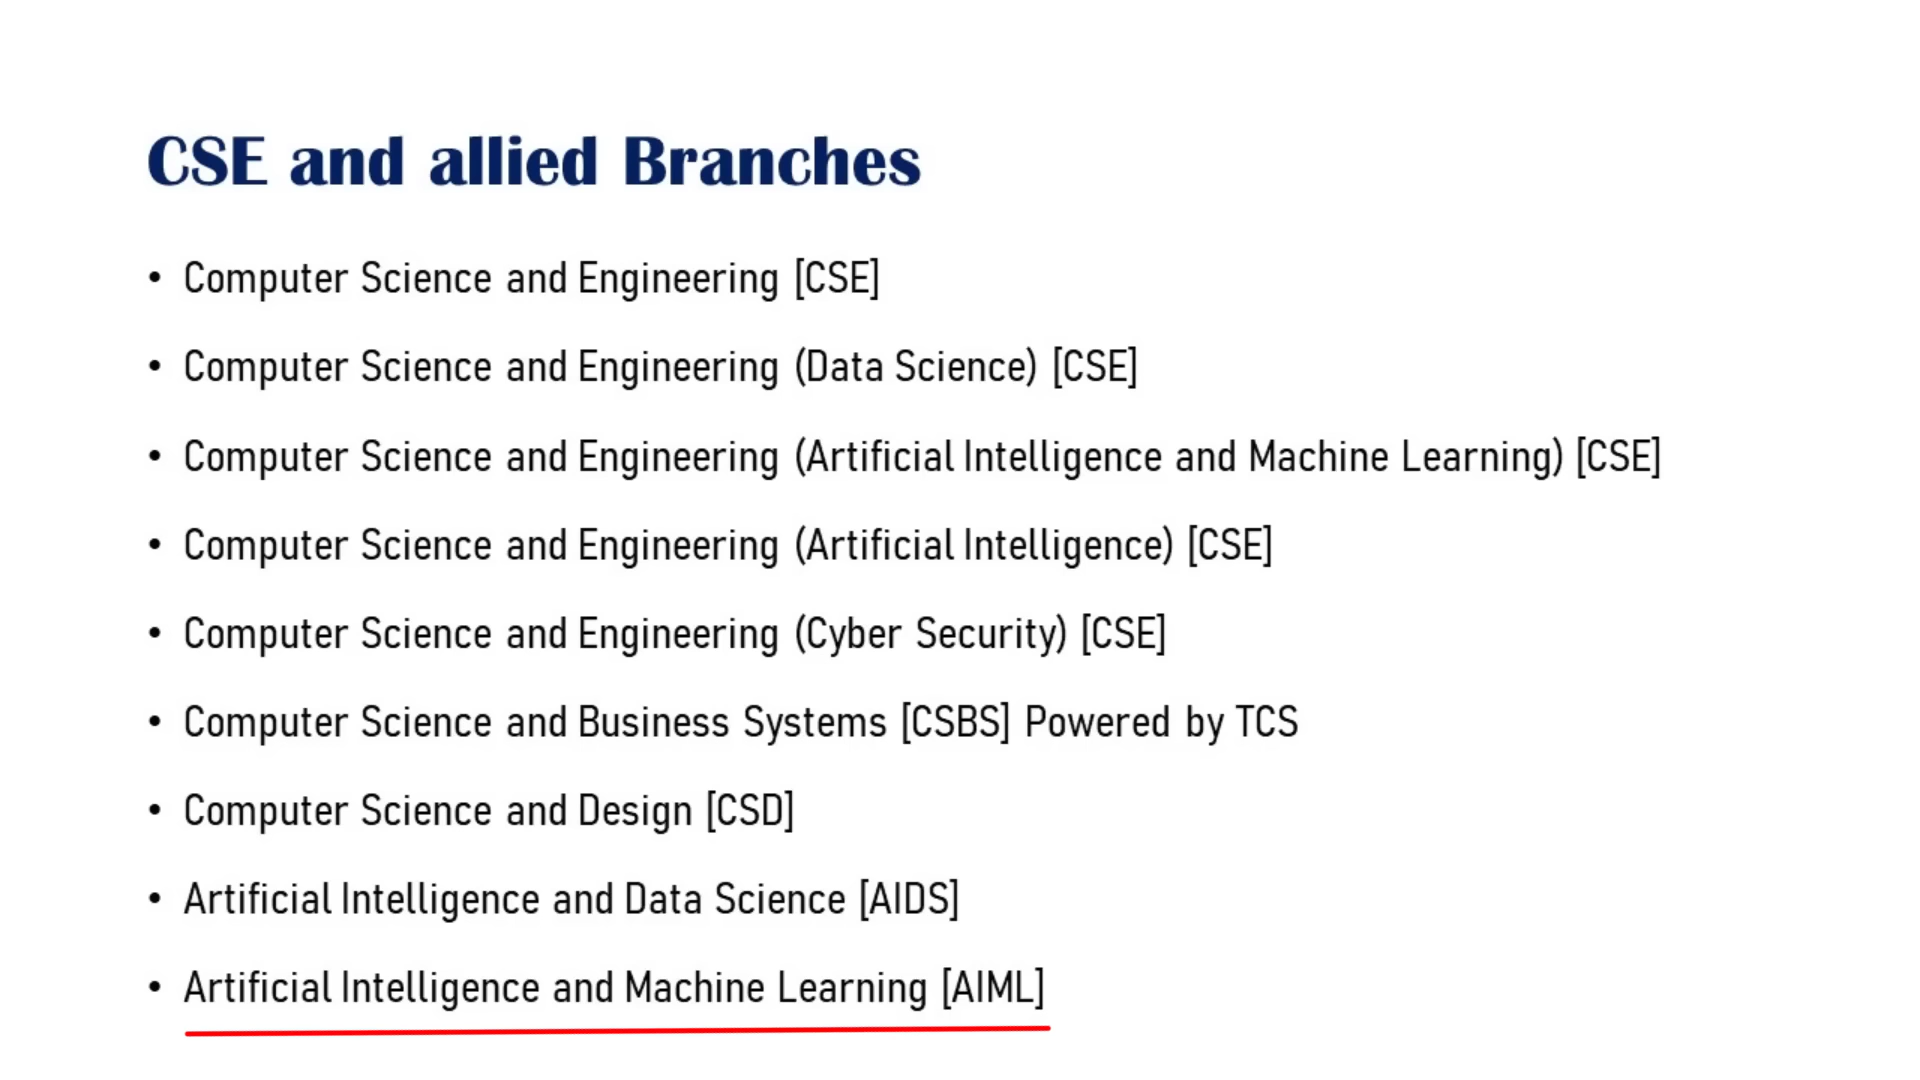 CSE and allied Branches
• Computer Science and Engineering [CSE]
• Computer Science and Engineering (Data Science) [CSE]
• Computer Science and Engineering (Artificial Intelligence and Machine Learning) [CSE]
• Computer Science and Engineering (Artificial Intelligence) [CSE]
• Computer Science and Engineering (Cyber Security) [CSE]
• Computer Science and Business Systems [CSBS] Powered by TCS
• Computer Science and Design [CSD]
• Artificial Intelligence and Data Science [AIDS]
• Artificial Intelligence and Machine Learning [AIML]